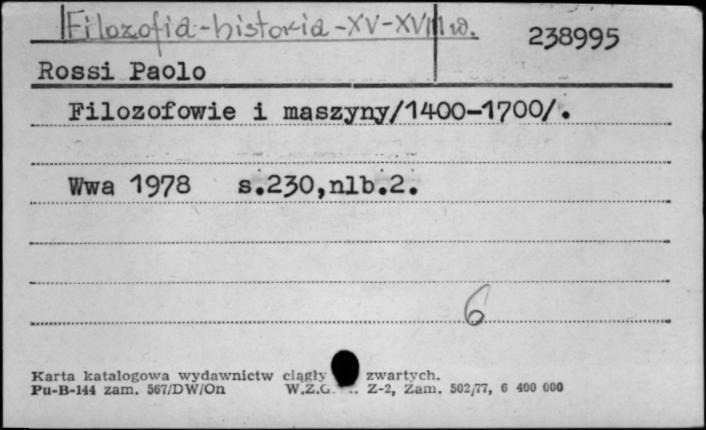 Filozofia-historia-XV-XVII w.
238995
Rossi Paolo
Filozofowie i maszyny/1400-1700/.
Wwa 1978 s.230,nlb.2.
6
Karta katalogowa wydawnictw ciągły zwartych.
Pu-B-144 zam. 567/DW/On W.Z.G. Z-2, Zam. 502/77, 6 400 000